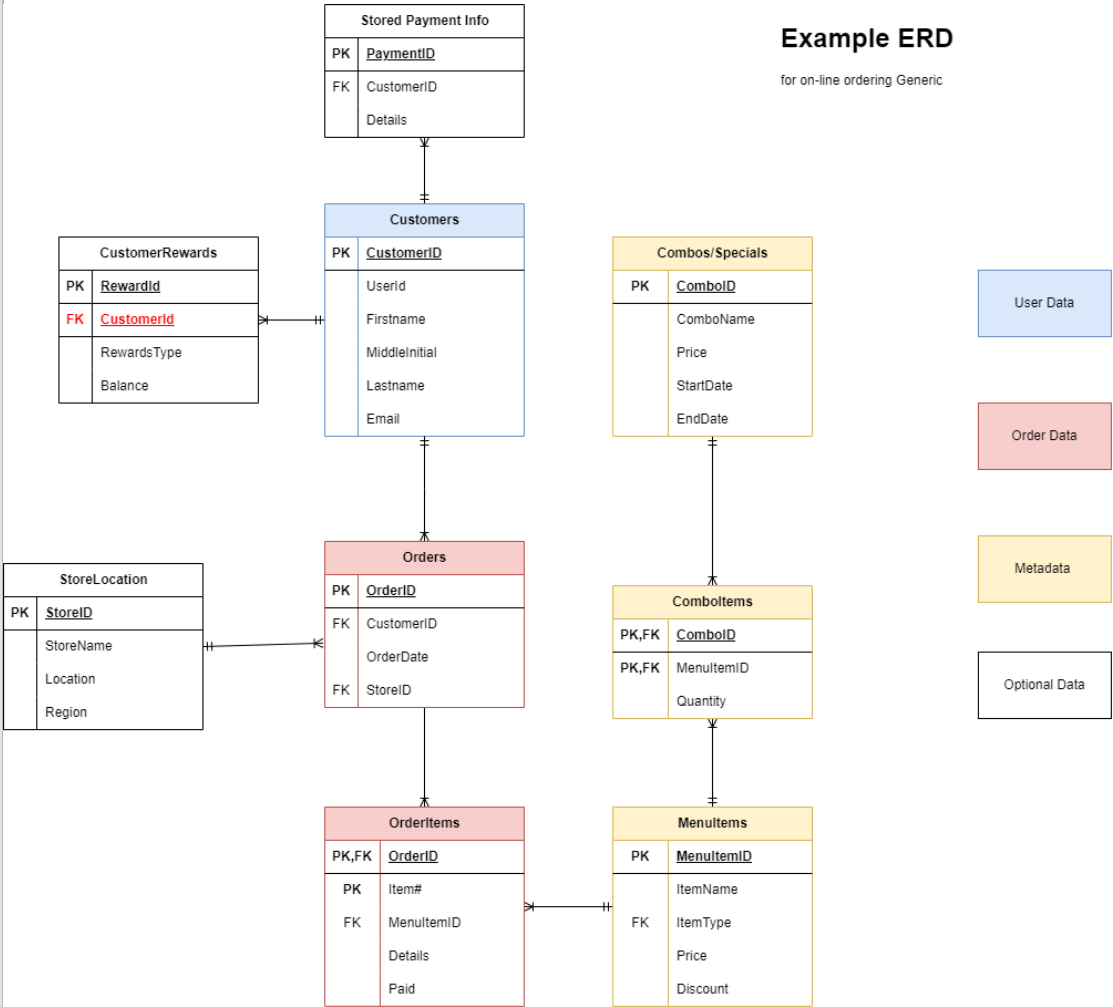 Example ERD
for on-line ordering Generic
Stored Payment Info
PK PaymentID
FK CustomerID
Details
Customers
PK CustomerID
UserId
Firstname
MiddleInitial
Lastname
Email
CustomerRewards
PK RewardId
FK CustomerId
RewardsType
Balance
Combos/Specials
PK ComboID
ComboName
Price
StartDate
EndDate
User Data
Order Data
Metadata
Optional Data
Orders
PK OrderID
FK CustomerID
OrderDate
FK StoreID
StoreLocation
PK StoreID
StoreName
Location
Region
ComboItems
PK,FK ComboID
PK,FK MenuItemID
Quantity
OrderItems
PK,FK OrderID
PK Item#
FK MenuItemID
Details
Paid
MenuItems
PK MenuItemID
ItemName
FK ItemType
Price
Discount